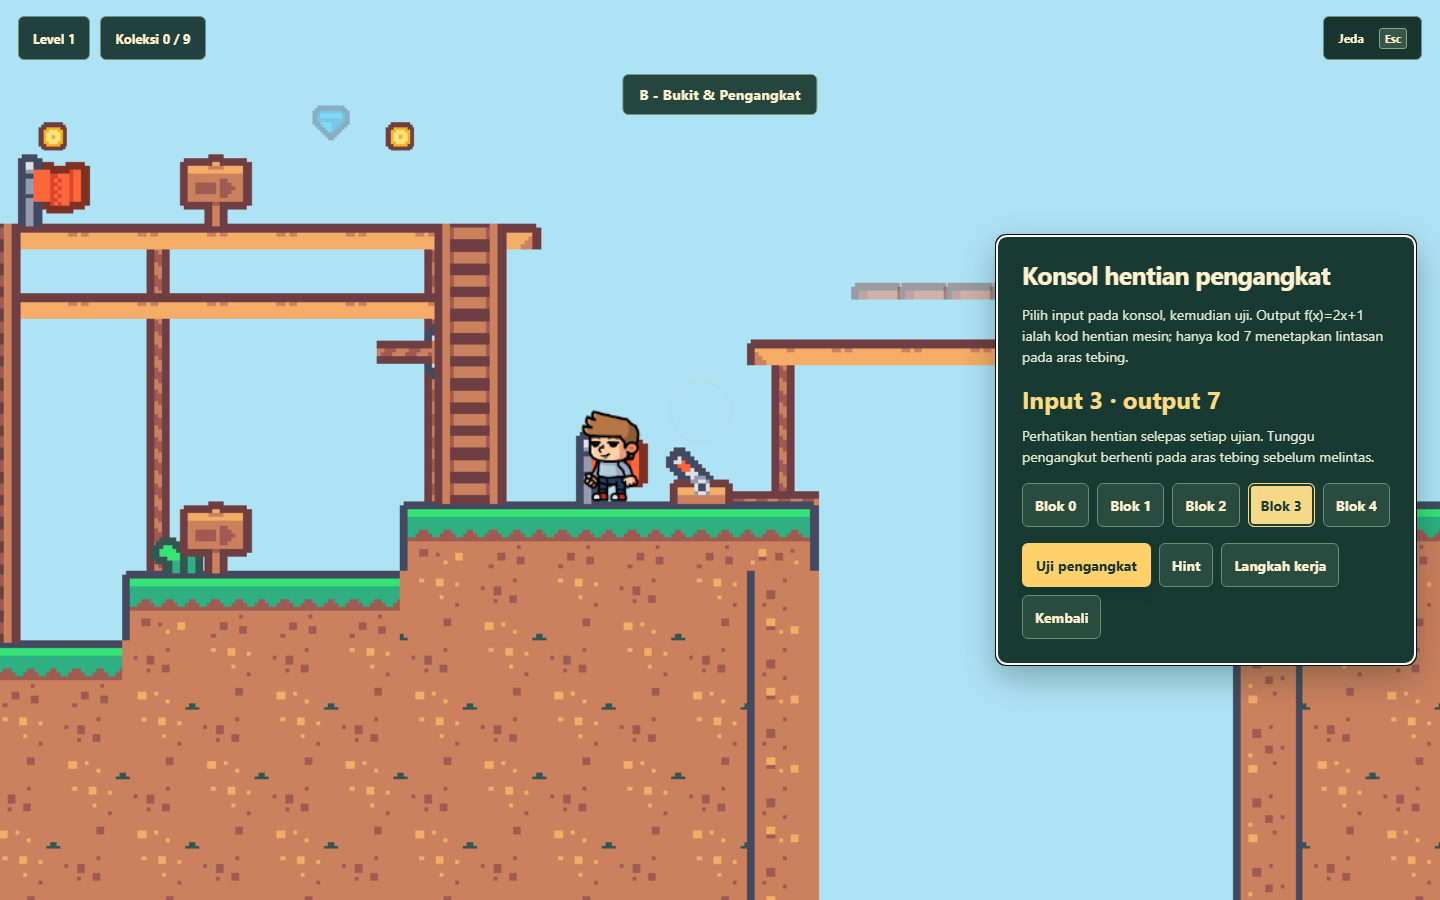 Level 1
Koleksi 0 / 9
Jeda Esc
B - Bukit & Pengangkat
Konsol hentian pengangkat
Pilih input pada konsol, kemudian uji. Output f(x)=2x+1
ialah kod hentian mesin; hanya kod 7 menetapkan lintasan
pada aras tebing.
Input 3 · output 7
Perhatikan hentian selepas setiap ujian. Tunggu
pengangkut berhenti pada aras tebing sebelum melintas.
Blok 0
Blok 1
Blok 2
Blok 3
Blok 4
Uji pengangkat
Hint
Langkah kerja
Kembali